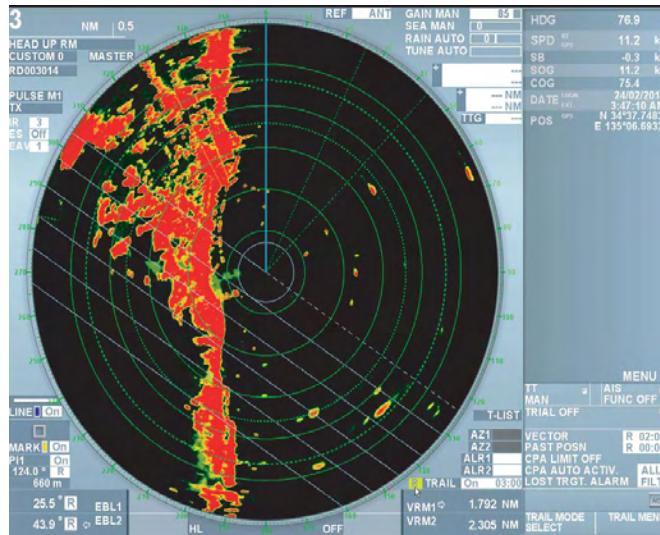 3 NM 0.5
HEAD UP RM
CUSTOM 0 MASTER
RD003014
PULSE M1
TX
IR 3
ES Off
EAV 1
REF ANT
GAIN MAN 85
SEA MAN 0
RAIN AUTO 0
TUNE AUTO
+ ---
---
+ --- NM
--- NM
TTG
HDG 76.9
SPD BT GPS 11.2 k
SB -0.3 k
SOG 11.2 k
COG 75.4
DATE LOCAL 24/02/201
3:47:10 AM
POS GPS N 34°37.748
E 135°06.693
LINE On
MARK On
PI1 On
124.0 ° R
660 m
25.5 ° R EBL1
43.9 ° R EBL2
HL OFF
T-LIST
AZ1
AZ2
ALR1
ALR2
R TRAIL On 03:00
VRM1 1.792 NM
VRM2 2.305 NM
MENU
TT
MAN
AIS
FUNC OFF
TRIAL OFF
VECTOR R 02:0
PAST POSN R 00:0
CPA LIMIT OFF
CPA AUTO ACTIV. ALL
LOST TRGT. ALARM FILT
TRAIL MODE
SELECT
TRAIL MEN